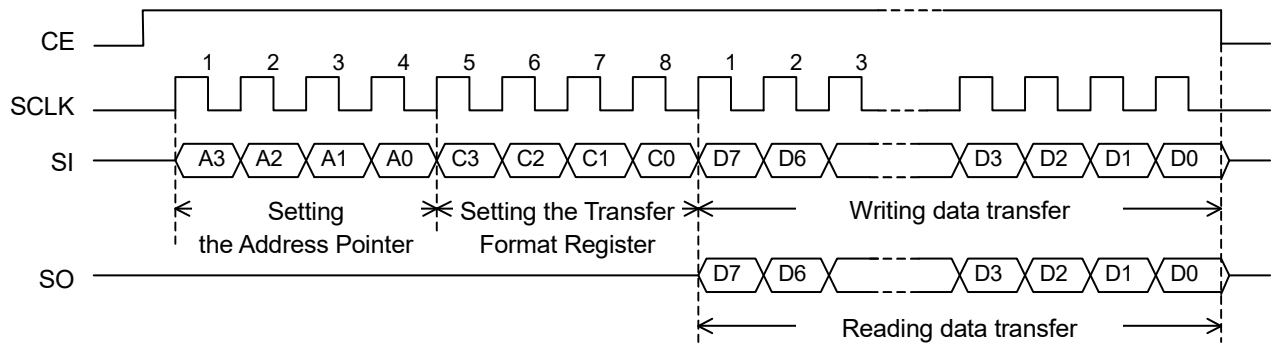 CE
1 2 3 4 5 6 7 8 1 2 3
SCLK
SI A3 A2 A1 A0 C3 C2 C1 C0 D7 D6 D3 D2 D1 D0
Setting Setting the Transfer Writing data transfer
the Address Pointer Format Register
SO D7 D6 D3 D2 D1 D0
Reading data transfer